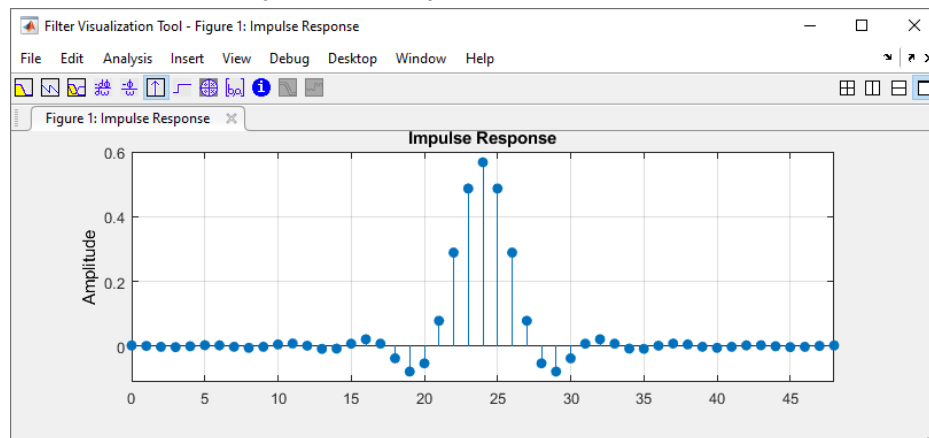 Filter Visualization Tool - Figure 1: Impulse Response
File Edit Analysis Insert View Debug Desktop Window Help
[b,a]
Figure 1: Impulse Response
Impulse Response
0.6
0.4
0.2
0
Amplitude
0 5 10 15 20 25 30 35 40 45